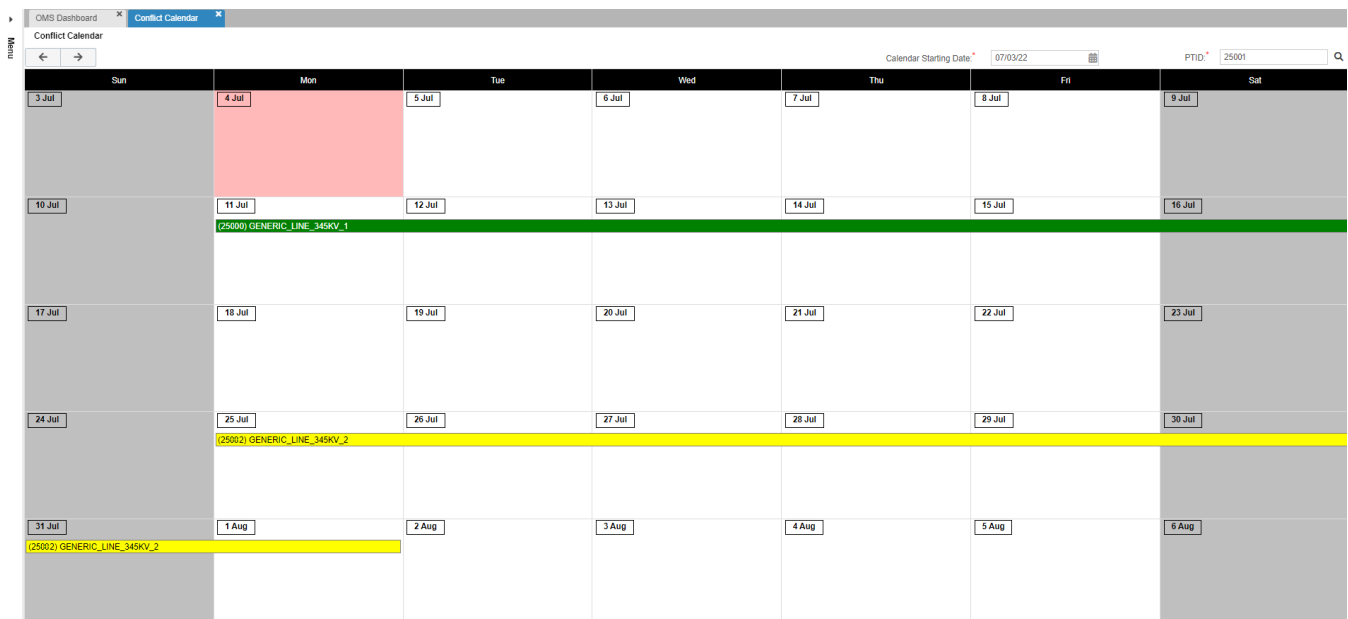 OMS Dashboard × Conflict Calendar ×
Menu
Conflict Calendar
Calendar Starting Date:* 07/03/22 PTID:* 25001
Sun Mon Tue Wed Thu Fri Sat
3 Jul 4 Jul 5 Jul 6 Jul 7 Jul 8 Jul 9 Jul
10 Jul 11 Jul 12 Jul 13 Jul 14 Jul 15 Jul 16 Jul
(25000) GENERIC_LINE_345KV_1
17 Jul 18 Jul 19 Jul 20 Jul 21 Jul 22 Jul 23 Jul
24 Jul 25 Jul 26 Jul 27 Jul 28 Jul 29 Jul 30 Jul
(25002) GENERIC_LINE_345KV_2
31 Jul 1 Aug 2 Aug 3 Aug 4 Aug 5 Aug 6 Aug
(25002) GENERIC_LINE_345KV_2